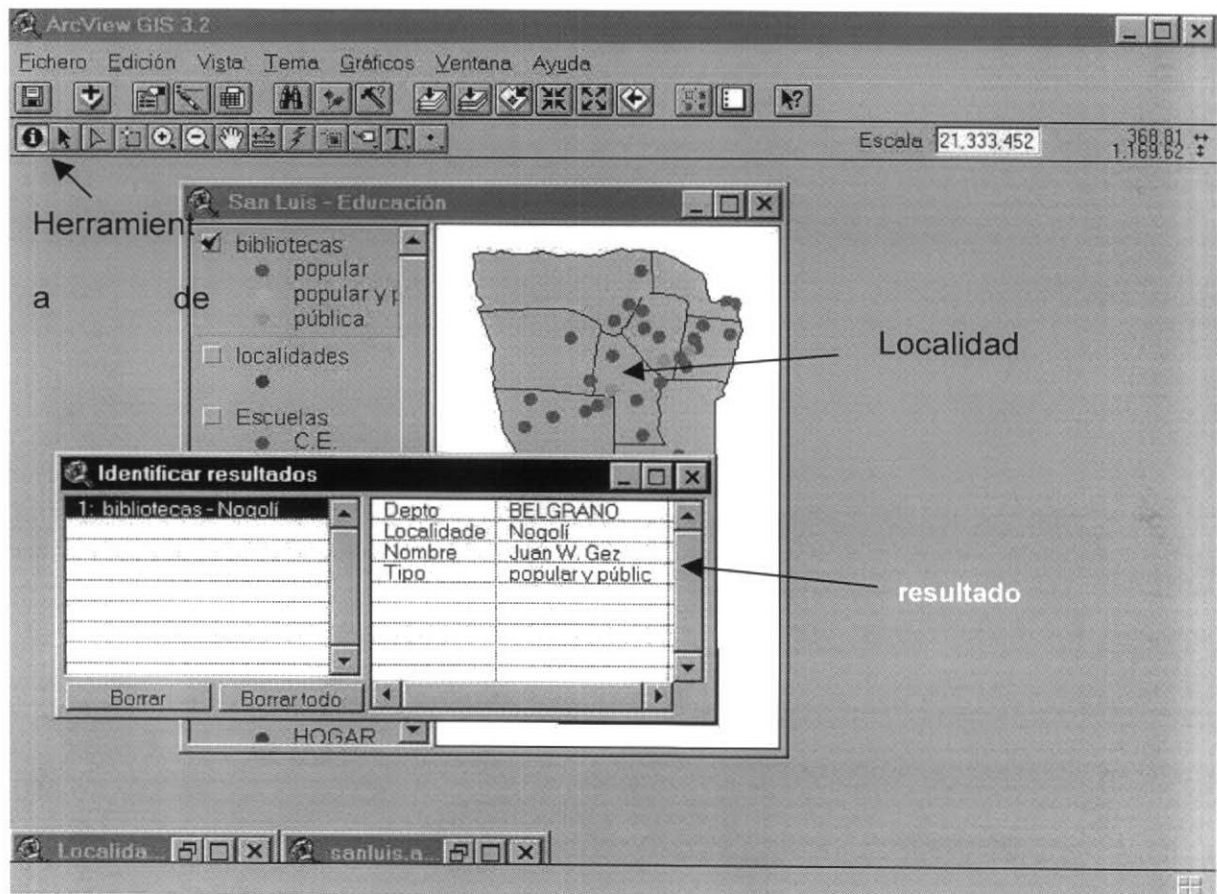 ArcView GIS 3.2
Fichero Edición Vista Tema Gráficos Ventana Ayuda
Escala 21,333,452
368.81
1,169.62
Herramient
a de
San Luis - Educación
bibliotecas
popular
popular y p
pública
localidades
Escuelas
C.E.
Localidad
Identificar resultados
1: bibliotecas - Nogolí
Depto BELGRANO
Localidade Nogolí
Nombre Juan W. Gez
Tipo popular y públic
resultado
Borrar Borrar todo
HOGAR
Localida... sanluis.a...